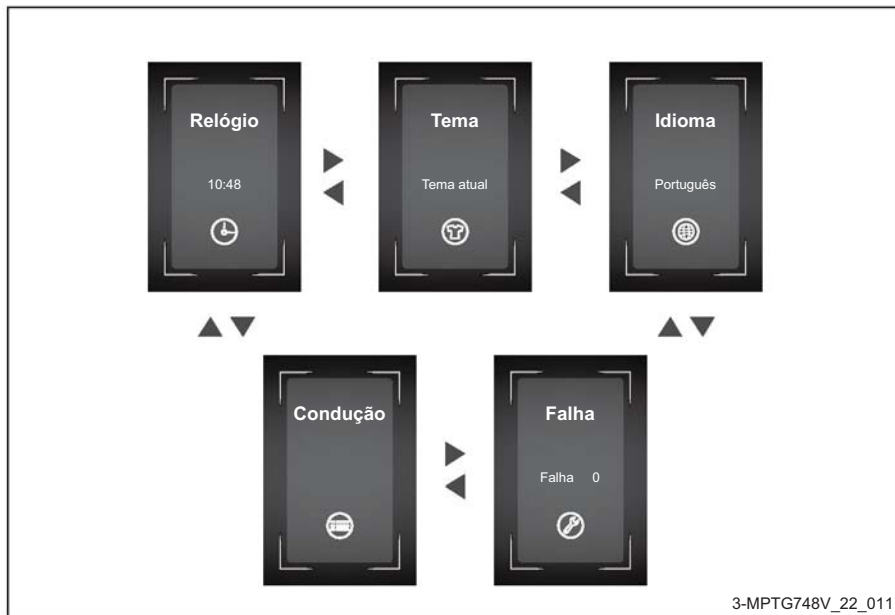 Relógio
10:48
Tema
Tema atual
Idioma
Português
Condução
Falha
Falha 0
3-MPTG748V_22_011